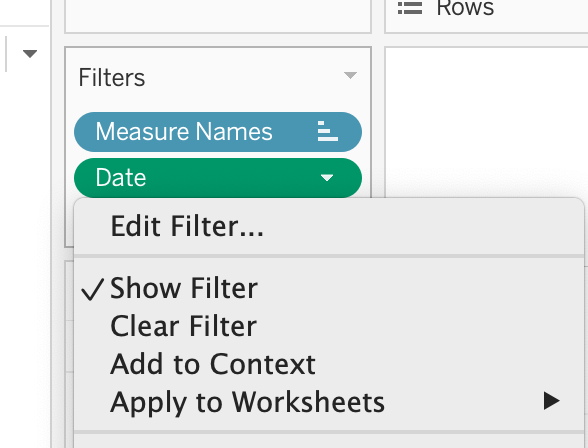 Rows
Filters
Measure Names
Date
Edit Filter...
Show Filter
Clear Filter
Add to Context
Apply to Worksheets